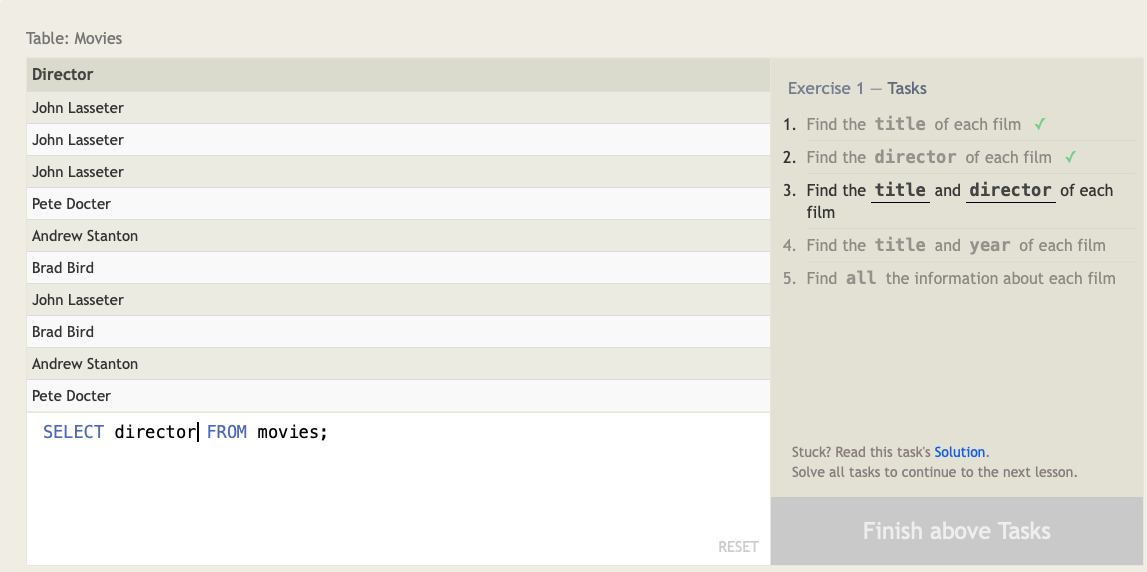 Table: Movies
Director
John Lasseter
John Lasseter
John Lasseter
Pete Docter
Andrew Stanton
Brad Bird
John Lasseter
Brad Bird
Andrew Stanton
Pete Docter
SELECT director FROM movies;
RESET
Exercise 1 — Tasks
1. Find the title of each film ✓
2. Find the director of each film ✓
3. Find the title and director of each
film
4. Find the title and year of each film
5. Find all the information about each film
Stuck? Read this task's Solution.
Solve all tasks to continue to the next lesson.
Finish above Tasks